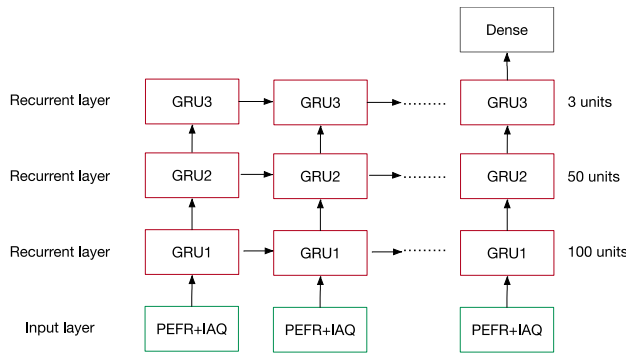 Dense
Recurrent layer GRU3 GRU3 ········· GRU3 3 units
Recurrent layer GRU2 GRU2 ········· GRU2 50 units
Recurrent layer GRU1 GRU1 ········· GRU1 100 units
Input layer PEFR+IAQ PEFR+IAQ PEFR+IAQ